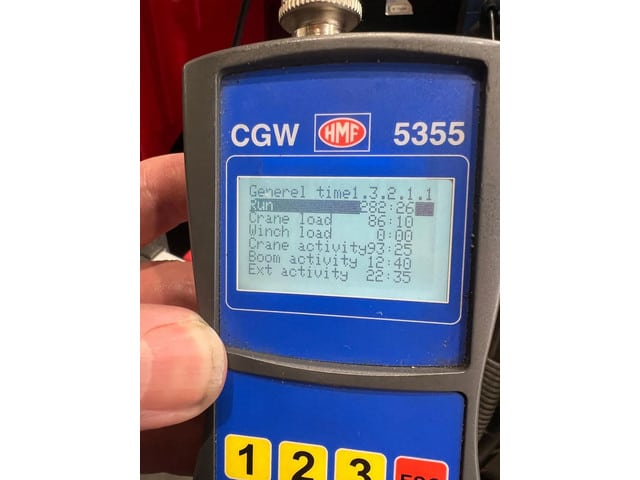 CGW HMF 5355
Generel time1.3.2.1.1
Run 282:26
Crane load 86:10
Winch load 0:00
Crane activity93:25
Boom activity 12:40
Ext activity 22:35
1 2 3 ESC